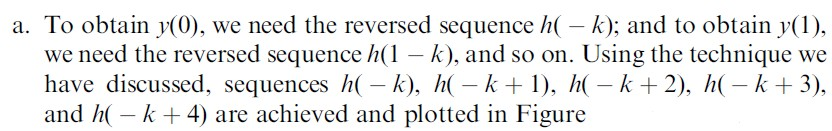 a. To obtain y(0), we need the reversed sequence h( – k); and to obtain y(1),
we need the reversed sequence h(1 – k), and so on. Using the technique we
have discussed, sequences h( – k), h( – k + 1), h( – k + 2), h( – k + 3),
and h( – k + 4) are achieved and plotted in Figure